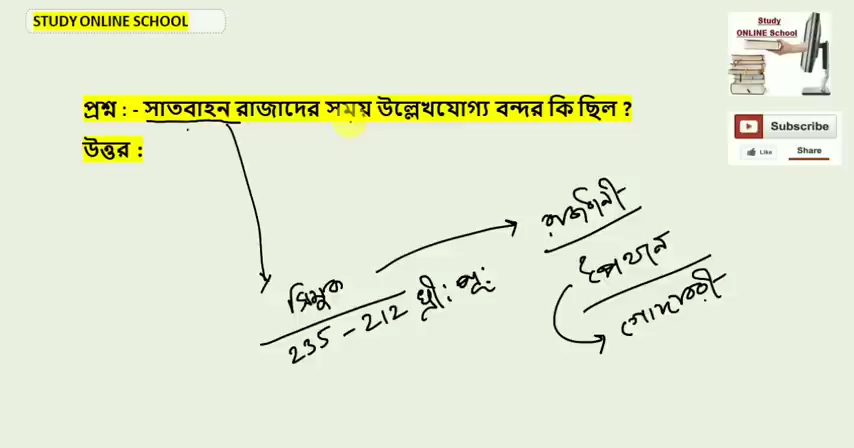 STUDY ONLINE SCHOOL
Study
ONLINE School
প্রশ্ন : - সাতবাহন রাজাদের সময় উল্লেখযোগ্য বন্দর কি ছিল ?
উত্তর :
Subscribe
Like Share
রাজধানী
সিমুক
পৈথান
235 - 212 খ্রী: পূ:
গোদাবরী